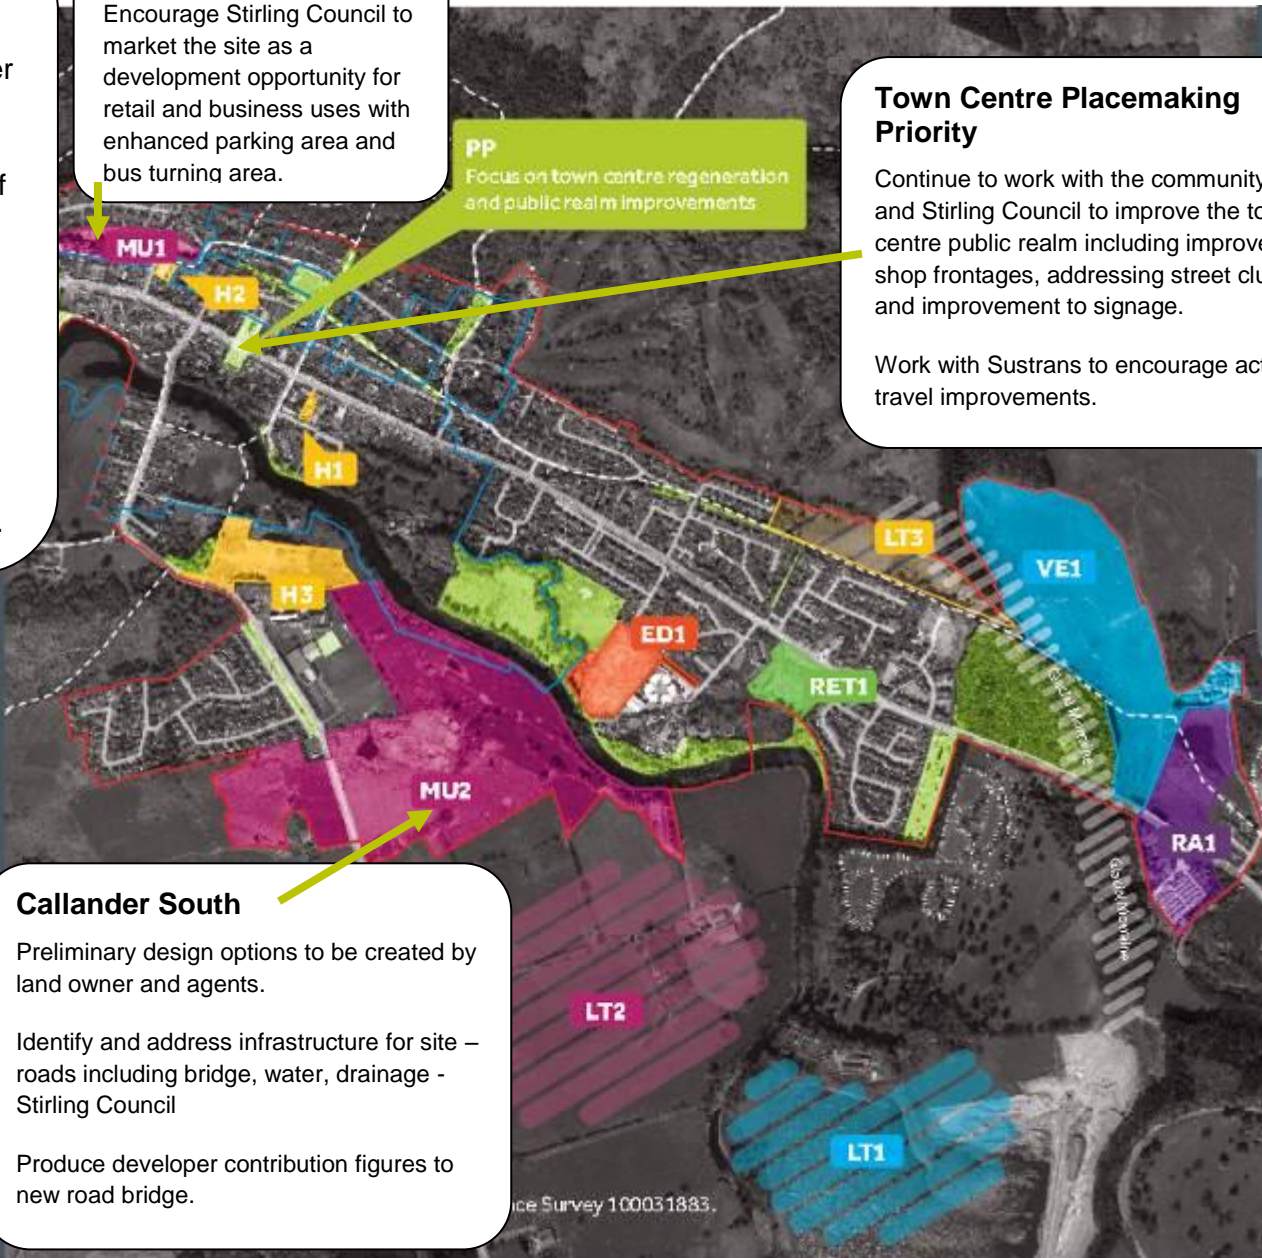 er
f
.
Encourage Stirling Council to
market the site as a
development opportunity for
retail and business uses with
enhanced parking area and
bus turning area.
PP
Focus on town centre regeneration
and public realm improvements
Town Centre Placemaking
Priority
Continue to work with the community
and Stirling Council to improve the to
centre public realm including improve
shop frontages, addressing street clu
and improvement to signage.
Work with Sustrans to encourage act
travel improvements.
MU1
H2
H1
H3
LT3
VE1
ED1
RET1
MU2
RA1
LT2
LT1
Callander South
Preliminary design options to be created by
land owner and agents.
Identify and address infrastructure for site –
roads including bridge, water, drainage -
Stirling Council
Produce developer contribution figures to
new road bridge.
nce Survey 100031883.